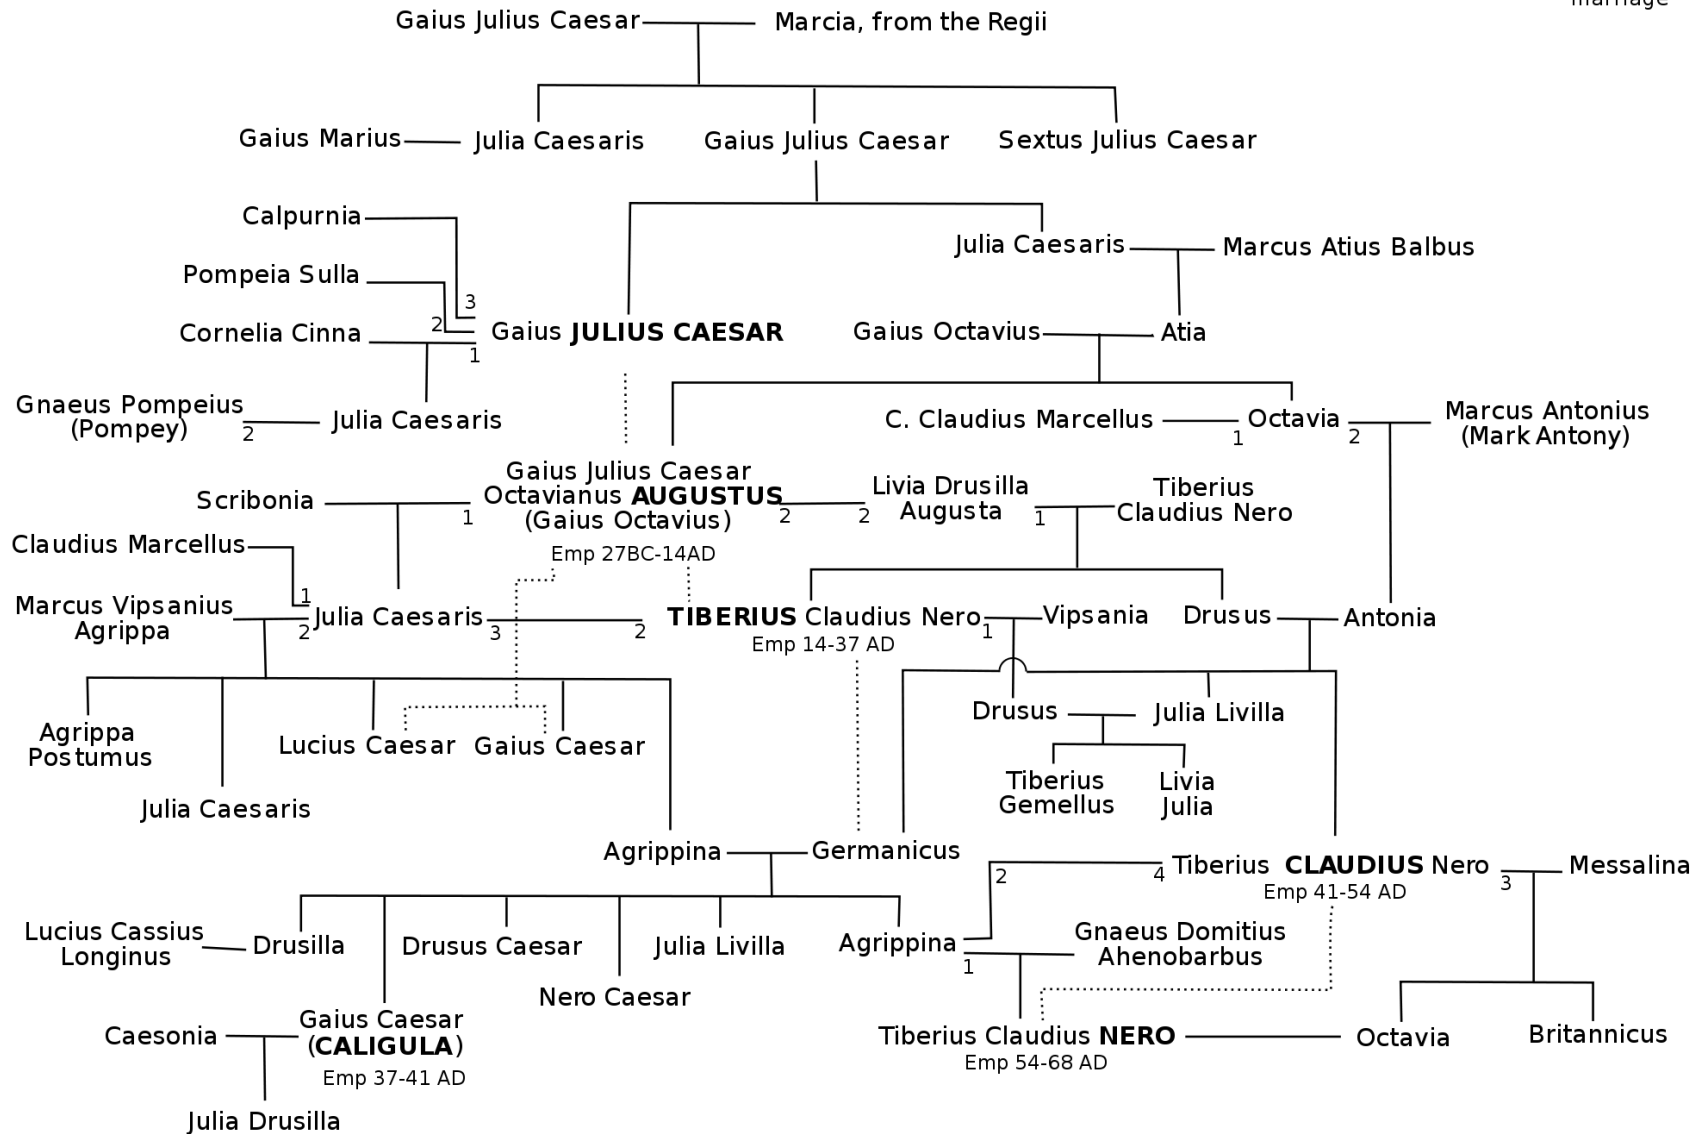 marriage
Gaius Julius Caesar
Marcia, from the Regii
Gaius Marius
Julia Caesaris
Gaius Julius Caesar
Sextus Julius Caesar
Calpurnia
Julia Caesaris
Marcus Atius Balbus
Pompeia Sulla
3
2
Cornelia Cinna
1
Gaius JULIUS CAESAR
Gaius Octavius
Atia
Gnaeus Pompeius
(Pompey)
2
Julia Caesaris
C. Claudius Marcellus
1
Octavia
2
Marcus Antonius
(Mark Antony)
Scribonia
1
Gaius Julius Caesar
Octavianus AUGUSTUS
(Gaius Octavius)
Emp 27BC-14AD
2
2
Livia Drusilla
Augusta
1
Tiberius
Claudius Nero
Claudius Marcellus
1
Marcus Vipsanius
Agrippa
2
Julia Caesaris
3
2
TIBERIUS Claudius Nero
Emp 14-37 AD
1
Vipsania
Drusus
Antonia
Agrippa
Postumus
Julia Caesaris
Lucius Caesar
Gaius Caesar
Drusus
Julia Livilla
Tiberius
Gemellus
Livia
Julia
Agrippina
Germanicus
2
4
Tiberius CLAUDIUS Nero
Emp 41-54 AD
3
Messalina
Lucius Cassius
Longinus
Drusilla
Drusus Caesar
Julia Livilla
Agrippina
1
Gnaeus Domitius
Ahenobarbus
Nero Caesar
Caesonia
Gaius Caesar
(CALIGULA)
Emp 37-41 AD
Tiberius Claudius NERO
Emp 54-68 AD
Octavia
Britannicus
Julia Drusilla